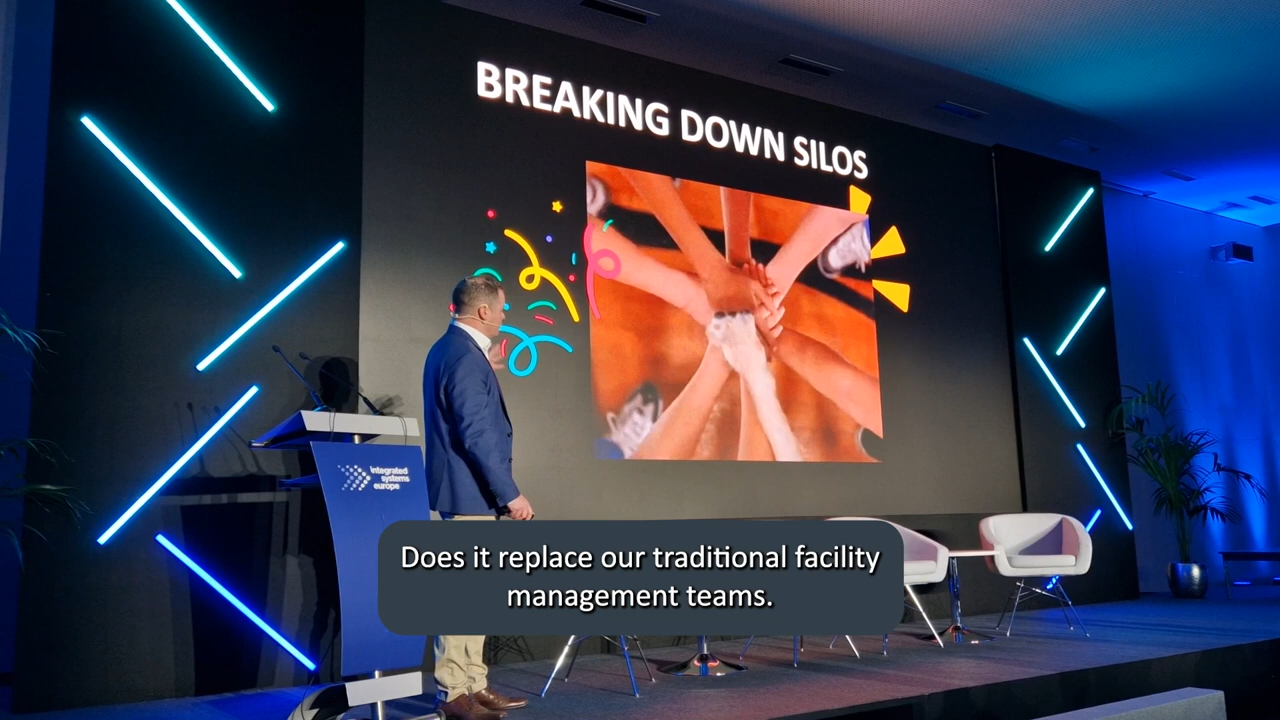 BREAKING DOWN SILOS
integrated
systems
europe
Does it replace our traditional facility
management teams.